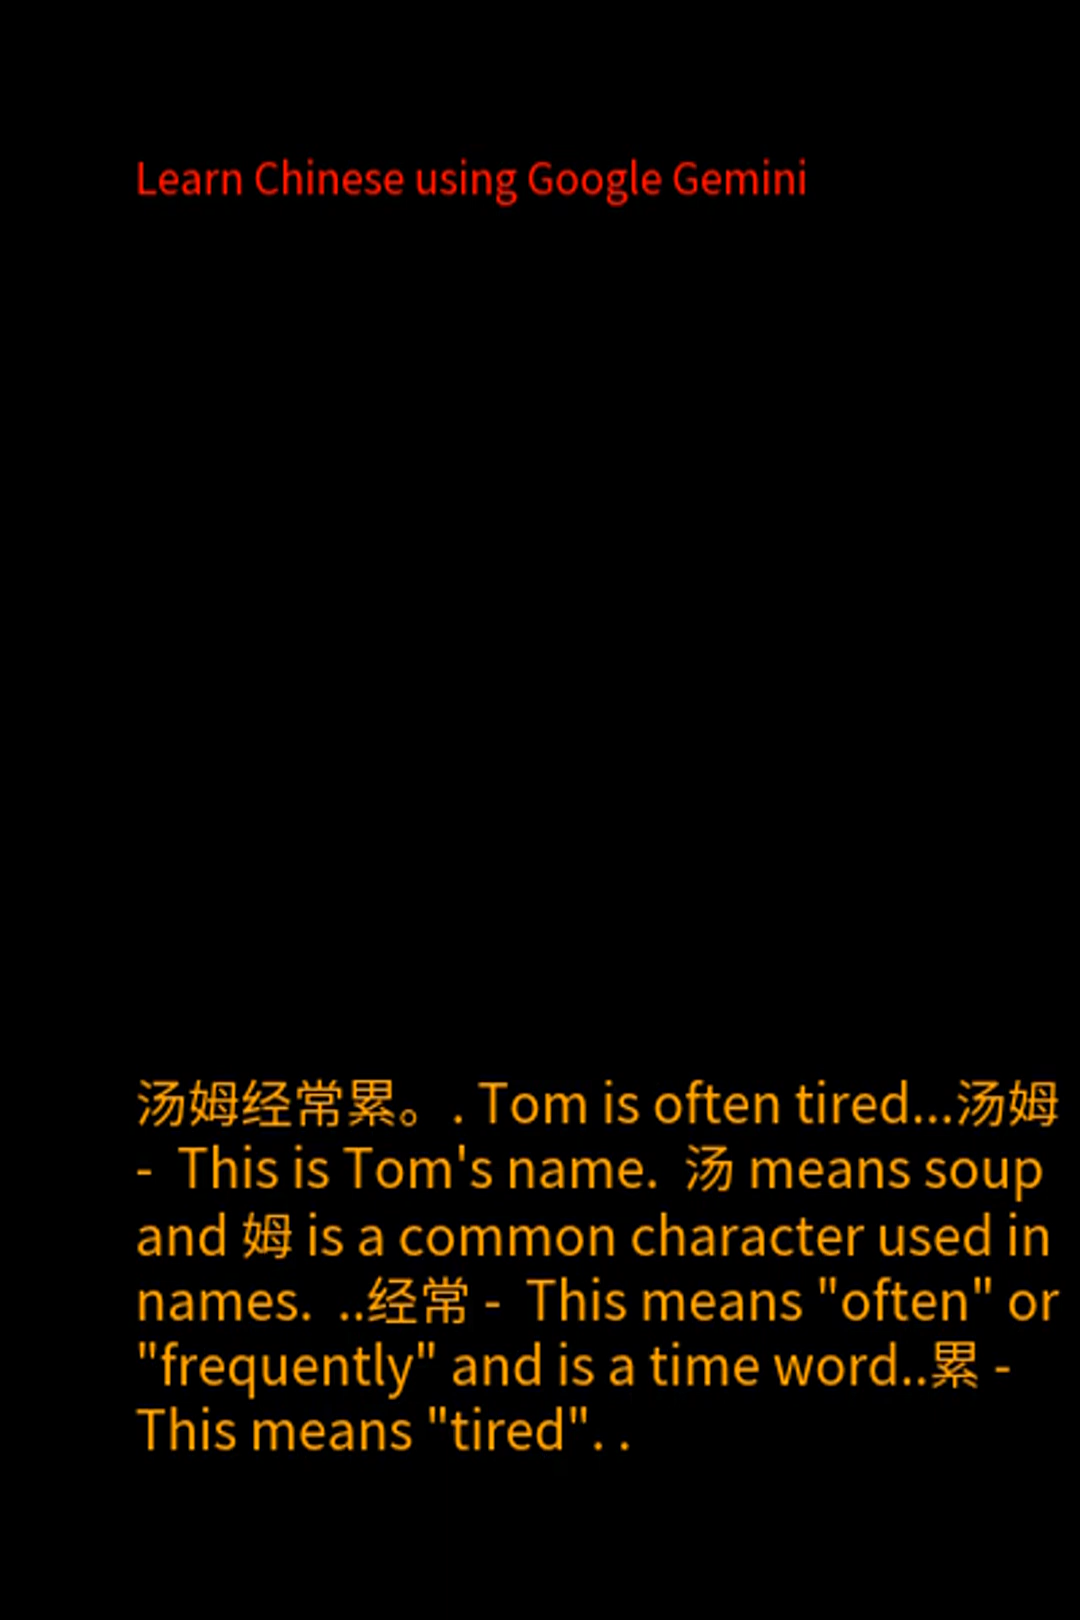 Learn Chinese using Google Gemini
汤姆经常累。. Tom is often tired...汤姆
-  This is Tom's name.  汤 means soup
and 姆 is a common character used in
names.  ..经常 -  This means "often" or
"frequently" and is a time word..累 -
This means "tired". .